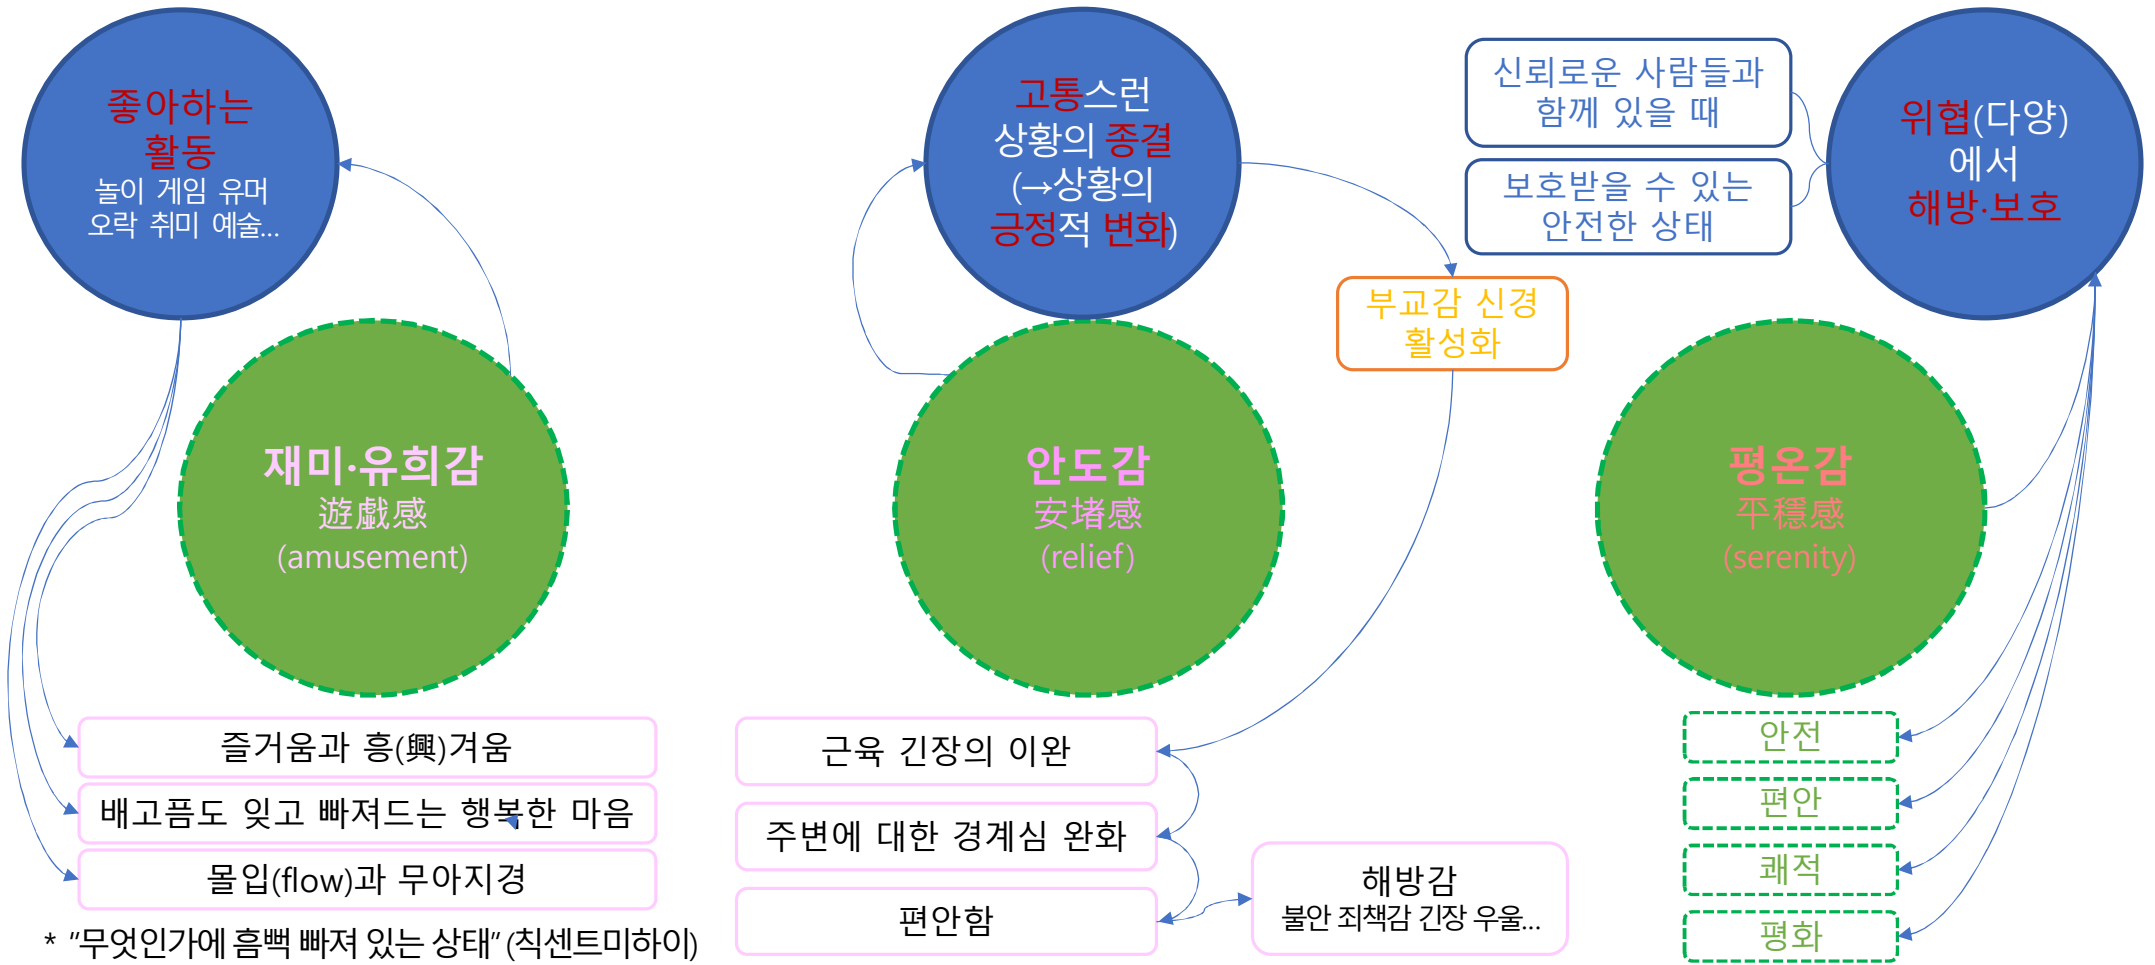 좋아하는
활동
놀이 게임 유머
오락 취미 예술...
재미·유희감
遊戱感
(amusement)
즐거움과 흥(興)겨움
배고픔도 잊고 빠져드는 행복한 마음
몰입(flow)과 무아지경
* "무엇인가에 흠뻑 빠져 있는 상태" (칙센트미하이)
고통스런
상황의 종결
(→상황의
긍정적 변화)
부교감 신경
활성화
안도감
安堵感
(relief)
근육 긴장의 이완
주변에 대한 경계심 완화
편안함
해방감
불안 죄책감 긴장 우울...
신뢰로운 사람들과
함께 있을 때
보호받을 수 있는
안전한 상태
위협(다양)
에서
해방·보호
평온감
平穩感
(serenity)
안전
편안
쾌적
평화